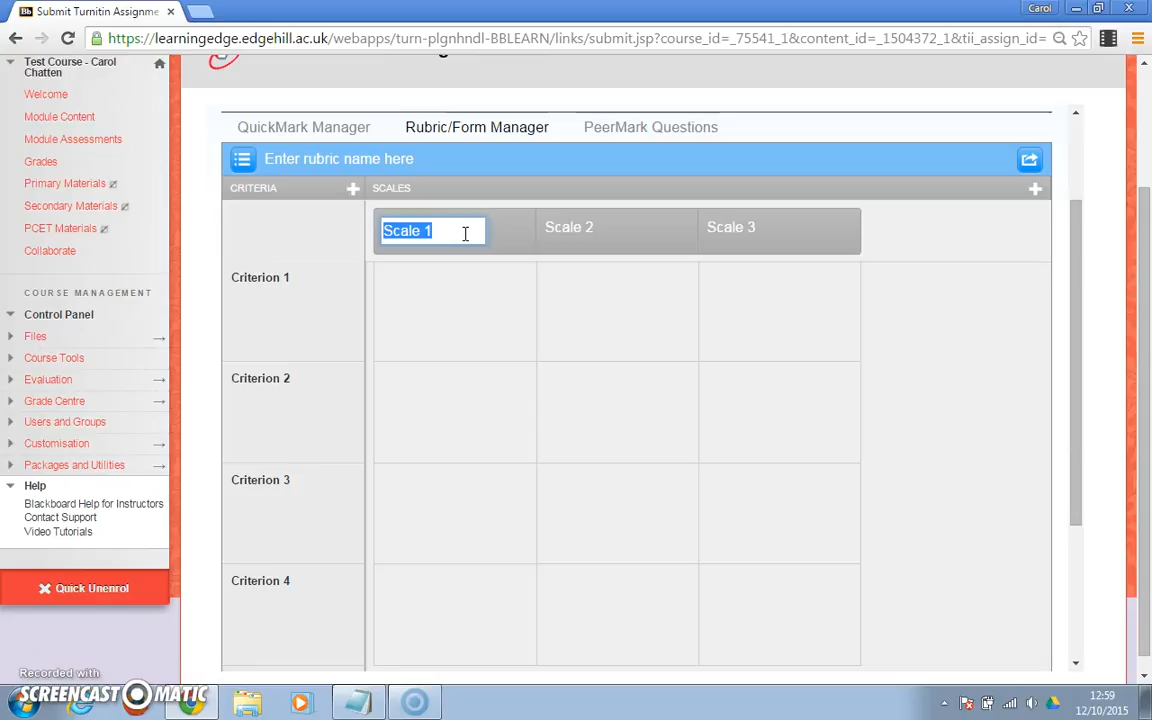 Submit Turnitin Assignme
Carol
https://learningedge.edgehill.ac.uk/webapps/turn-plgnhndl-BBLEARN/links/submit.jsp?course_id=_75541_1&content_id=_1504372_1&tii_assign_id=
Test Course - Carol
Chatten
Welcome
Module Content
Module Assessments
Grades
Primary Materials
Secondary Materials
PCET Materials
Collaborate
COURSE MANAGEMENT
Control Panel
Files
Course Tools
Evaluation
Grade Centre
Users and Groups
Customisation
Packages and Utilities
Help
Blackboard Help for Instructors
Contact Support
Video Tutorials
Quick Unenrol
QuickMark Manager
Rubric/Form Manager
PeerMark Questions
Enter rubric name here
CRITERIA
SCALES
Scale 1
Scale 2
Scale 3
Criterion 1
Criterion 2
Criterion 3
Criterion 4
Recorded with
SCREENCAST MATIC
12:59
12/10/2015